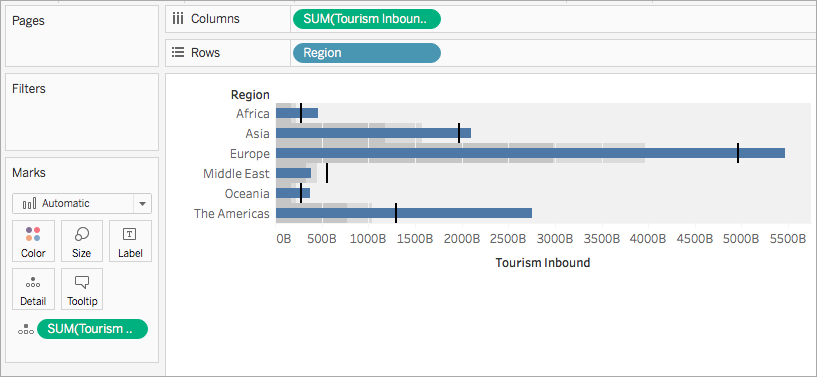 Pages
Columns
SUM(Tourism Inboun..
Rows
Region
Filters
Marks
Automatic
Color
Size
Label
Detail
Tooltip
SUM(Tourism ..
Region
Africa
Asia
Europe
Middle East
Oceania
The Americas
0B 500B 1000B 1500B 2000B 2500B 3000B 3500B 4000B 4500B 5000B 5500B
Tourism Inbound